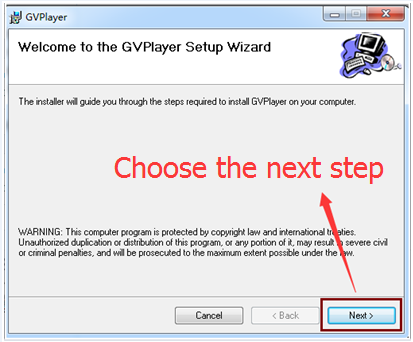 GVPlayer
Welcome to the GVPlayer Setup Wizard
The installer will guide you through the steps required to install GVPlayer on your computer.
Choose the next step
WARNING: This computer program is protected by copyright law and international treaties.
Unauthorized duplication or distribution of this program, or any portion of it, may result in severe civil
or criminal penalties, and will be prosecuted to the maximum extent possible under the law.
Cancel
< Back
Next >